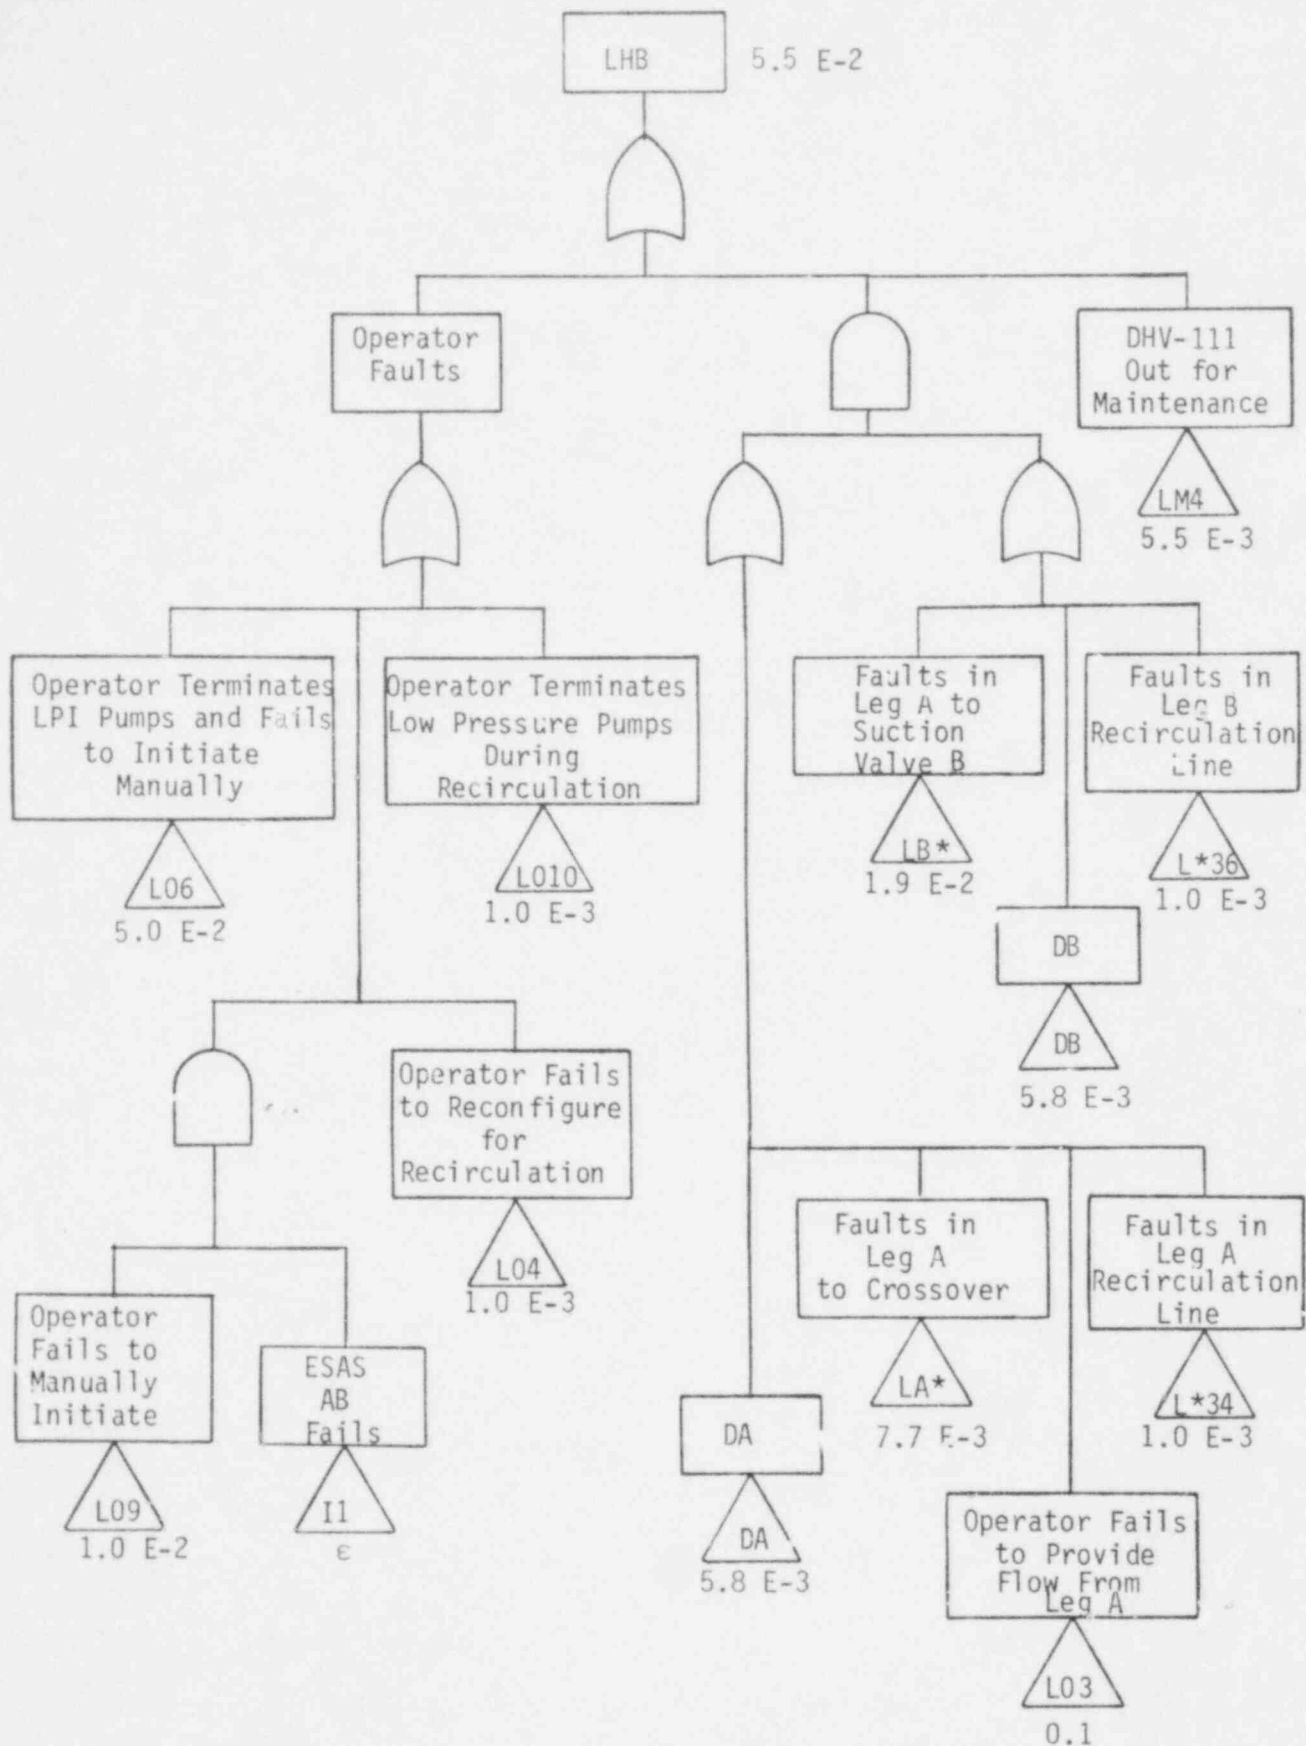 LHB
5.5 E-2
Operator
Faults
DHV-111
Out for
Maintenance
LM4
5.5 E-3
Operator Terminates
LPI Pumps and Fails
to Initiate
Manually
LO6
5.0 E-2
Operator Terminates
Low Pressure Pumps
During
Recirculation
LO10
1.0 E-3
Faults in
Leg A to
Suction
Valve B
LB*
1.9 E-2
Faults in
Leg B
Recirculation
Line
L*36
1.0 E-3
DB
DB
5.8 E-3
Operator Fails
to Reconfigure
for
Recirculation
LO4
1.0 E-3
Operator
Fails to
Manually
Initiate
LO9
1.0 E-2
ESAS
AB
Fails
I1
ε
DA
DA
5.8 E-3
Faults in
Leg A
to Crossover
LA*
7.7 E-3
Faults in
Leg A
Recirculation
Line
L*34
1.0 E-3
Operator Fails
to Provide
Flow From
Leg A
LO3
0.1